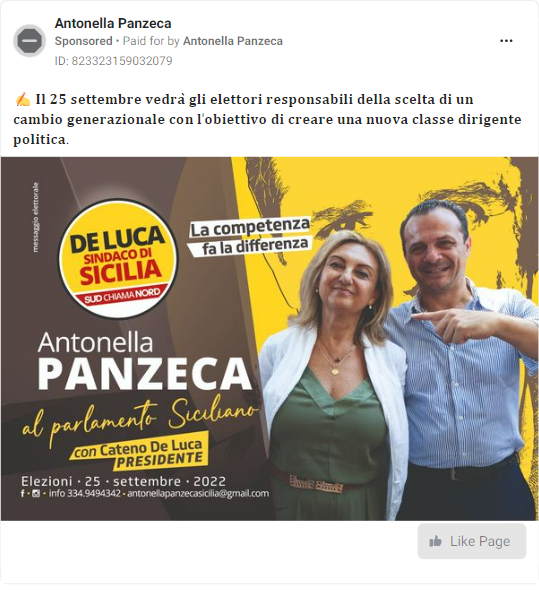 Antonella Panzeca
Sponsored • Paid for by Antonella Panzeca
ID: 823323159032079
✍️ Il 25 settembre vedrà gli elettori responsabili della scelta di un
cambio generazionale con l'obiettivo di creare una nuova classe dirigente
politica.
messaggio elettorale
DE LUCA
SINDACO DI
SICILIA
SUD CHIAMA NORD
La competenza
fa la differenza
Antonella
PANZECA
al parlamento Siciliano
con Cateno De Luca
PRESIDENTE
Elezioni · 25 · settembre · 2022
f · info 334.9494342 · antonellapanzecasicilia@gmail.com
Like Page